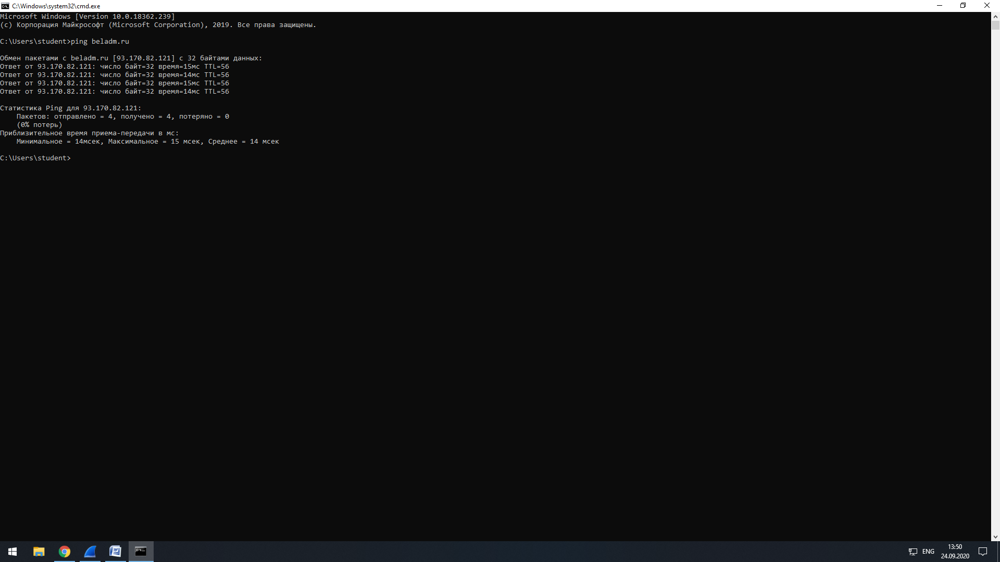 C:\Windows\system32\cmd.exe
Microsoft Windows [Version 10.0.18362.239]
(c) Корпорация Майкрософт (Microsoft Corporation), 2019. Все права защищены.
C:\Users\student>ping beladm.ru
Обмен пакетами с beladm.ru [93.170.82.121] с 32 байтами данных:
Ответ от 93.170.82.121: число байт=32 время=15мс TTL=56
Ответ от 93.170.82.121: число байт=32 время=14мс TTL=56
Ответ от 93.170.82.121: число байт=32 время=15мс TTL=56
Ответ от 93.170.82.121: число байт=32 время=14мс TTL=56
Статистика Ping для 93.170.82.121:
Пакетов: отправлено = 4, получено = 4, потеряно = 0
(0% потерь)
Приблизительное время приема-передачи в мс:
Минимальное = 14мсек, Максимальное = 15 мсек, Среднее = 14 мсек
C:\Users\student>
ENG
13:50
24.09.2020